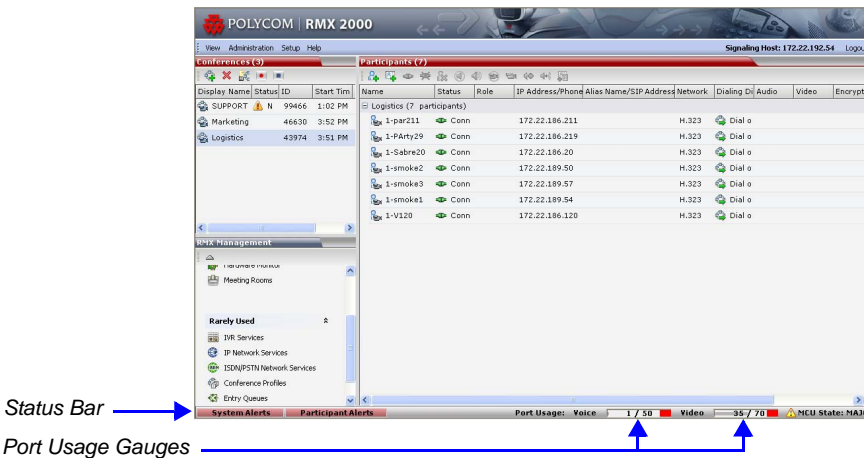 POLYCOM | RMX 2000
View Administration Setup Help Signaling Host: 172.22.192.54 Logou
Conferences (3) Participants (7)
Display Name Status ID Start Tim Name Status Role IP Address/Phone Alias Name/SIP Address Network Dialing Di Audio Video Encrypt
SUPPORT N 99466 1:02 PM
Marketing 46630 3:52 PM
Logistics 43974 3:51 PM
Logistics (7 participants)
1-par211 Conn 172.22.186.211 H.323 Dial o
1-PArty29 Conn 172.22.186.219 H.323 Dial o
1-Sabre20 Conn 172.22.186.20 H.323 Dial o
1-smoke2 Conn 172.22.189.50 H.323 Dial o
1-smoke3 Conn 172.22.189.57 H.323 Dial o
1-smoke1 Conn 172.22.189.54 H.323 Dial o
1-V120 Conn 172.22.186.120 H.323 Dial o
RMX Management
Hardware Monitor
Meeting Rooms
Rarely Used
IVR Services
IP Network Services
ISDN/PSTN Network Services
Conference Profiles
Entry Queues
Status Bar
System Alerts Participant Alerts Port Usage: Voice 1 / 50 Video 35 / 70 MCU State: MAJ
Port Usage Gauges